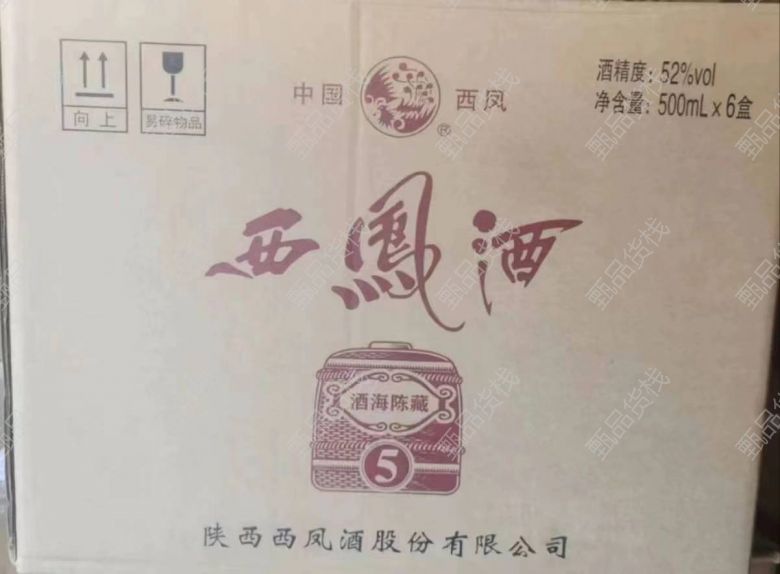 中国 西凤
®
酒精度：52%vol
净含量：500mL×6盒
向上
易碎物品
西鳳酒
酒海陈藏
5
陕西西凤酒股份有限公司
甄品货栈